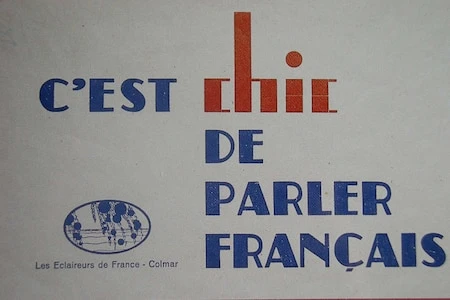 C'EST chic
DE
PARLER
FRANÇAIS
Les Eclaireurs de France - Colmar